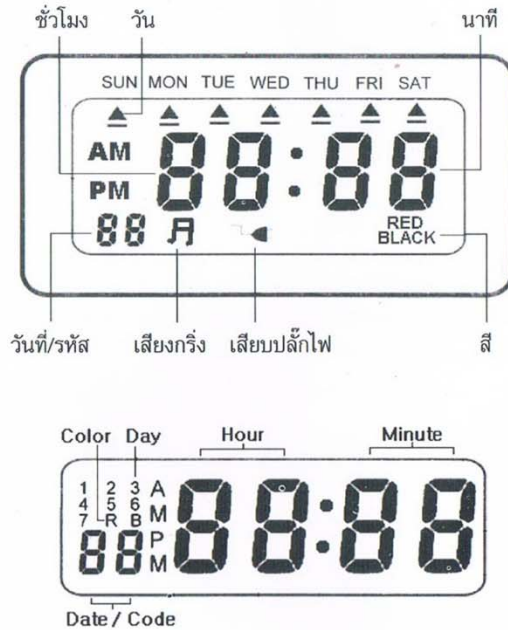 ชั่วโมง วัน นาที
SUN MON TUE WED THU FRI SAT
AM 88:88
PM
88 RED
BLACK
วันที่/รหัส เสียงกริ่ง เสียบปลั๊กไฟ สี
Color Day Hour Minute
1 2 3 A 88:88
4 5 6 M
7 R B P
88 M
Date / Code